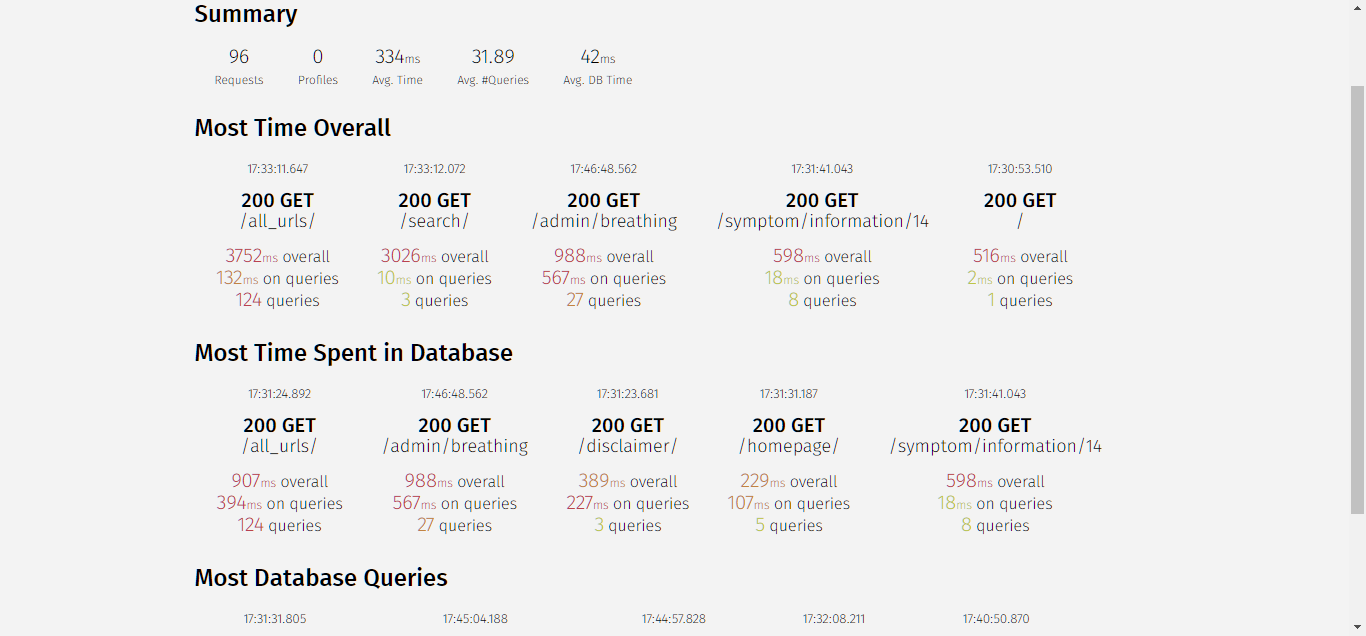 Summary
96 0 334ms 31.89 42ms
Requests Profiles Avg. Time Avg. #Queries Avg. DB Time
Most Time Overall
17:33:11.647 17:33:12.072 17:46:48.562 17:31:41.043 17:30:53.510
200 GET 200 GET 200 GET 200 GET 200 GET
/all_urls/ /search/ /admin/breathing /symptom/information/14 /
3752ms overall 3026ms overall 988ms overall 598ms overall 516ms overall
132ms on queries 10ms on queries 567ms on queries 18ms on queries 2ms on queries
124 queries 3 queries 27 queries 8 queries 1 queries
Most Time Spent in Database
17:31:24.892 17:46:48.562 17:31:23.681 17:31:31.187 17:31:41.043
200 GET 200 GET 200 GET 200 GET 200 GET
/all_urls/ /admin/breathing /disclaimer/ /homepage/ /symptom/information/14
907ms overall 988ms overall 389ms overall 229ms overall 598ms overall
394ms on queries 567ms on queries 227ms on queries 107ms on queries 18ms on queries
124 queries 27 queries 3 queries 5 queries 8 queries
Most Database Queries
17:31:31.805 17:45:04.188 17:44:57.828 17:32:08.211 17:40:50.870